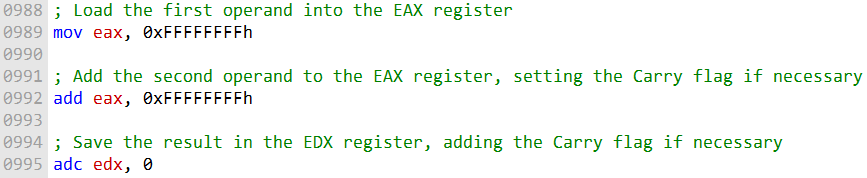 0988 ; Load the first operand into the EAX register
0989 mov eax, 0xFFFFFFFFh
0990
0991 ; Add the second operand to the EAX register, setting the Carry flag if necessary
0992 add eax, 0xFFFFFFFFh
0993
0994 ; Save the result in the EDX register, adding the Carry flag if necessary
0995 adc edx, 0